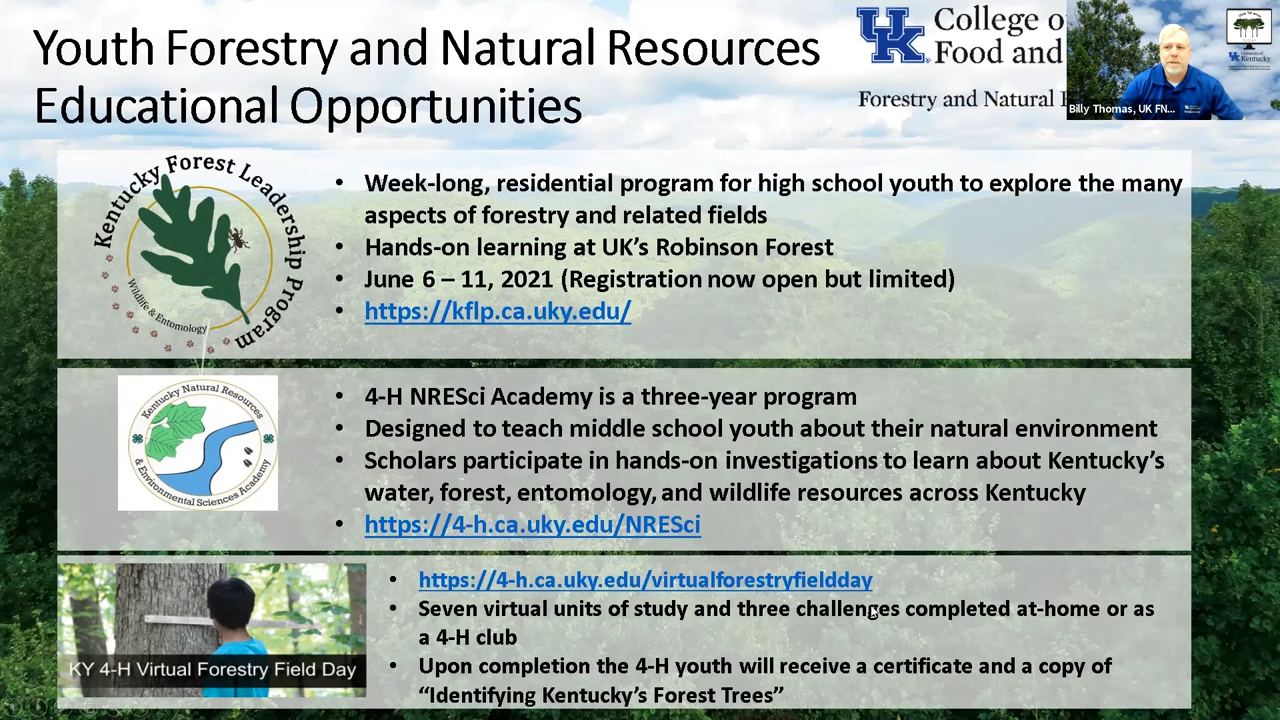 Youth Forestry and Natural Resources
Educational Opportunities
College o
Food and
Forestry and Natural
Billy Thomas, UK FN...
UK
University of
Kentucky
Kentucky Forest Leadership Program
Wildlife & Entomology
• Week-long, residential program for high school youth to explore the many
aspects of forestry and related fields
• Hands-on learning at UK's Robinson Forest
• June 6 – 11, 2021 (Registration now open but limited)
• https://kflp.ca.uky.edu/
Kentucky Natural Resources
& Environmental Sciences Academy
• 4-H NRESci Academy is a three-year program
• Designed to teach middle school youth about their natural environment
• Scholars participate in hands-on investigations to learn about Kentucky's
water, forest, entomology, and wildlife resources across Kentucky
• https://4-h.ca.uky.edu/NRESci
KY 4-H Virtual Forestry Field Day
• https://4-h.ca.uky.edu/virtualforestryfieldday
• Seven virtual units of study and three challenges completed at-home or as
a 4-H club
• Upon completion the 4-H youth will receive a certificate and a copy of
“Identifying Kentucky's Forest Trees”